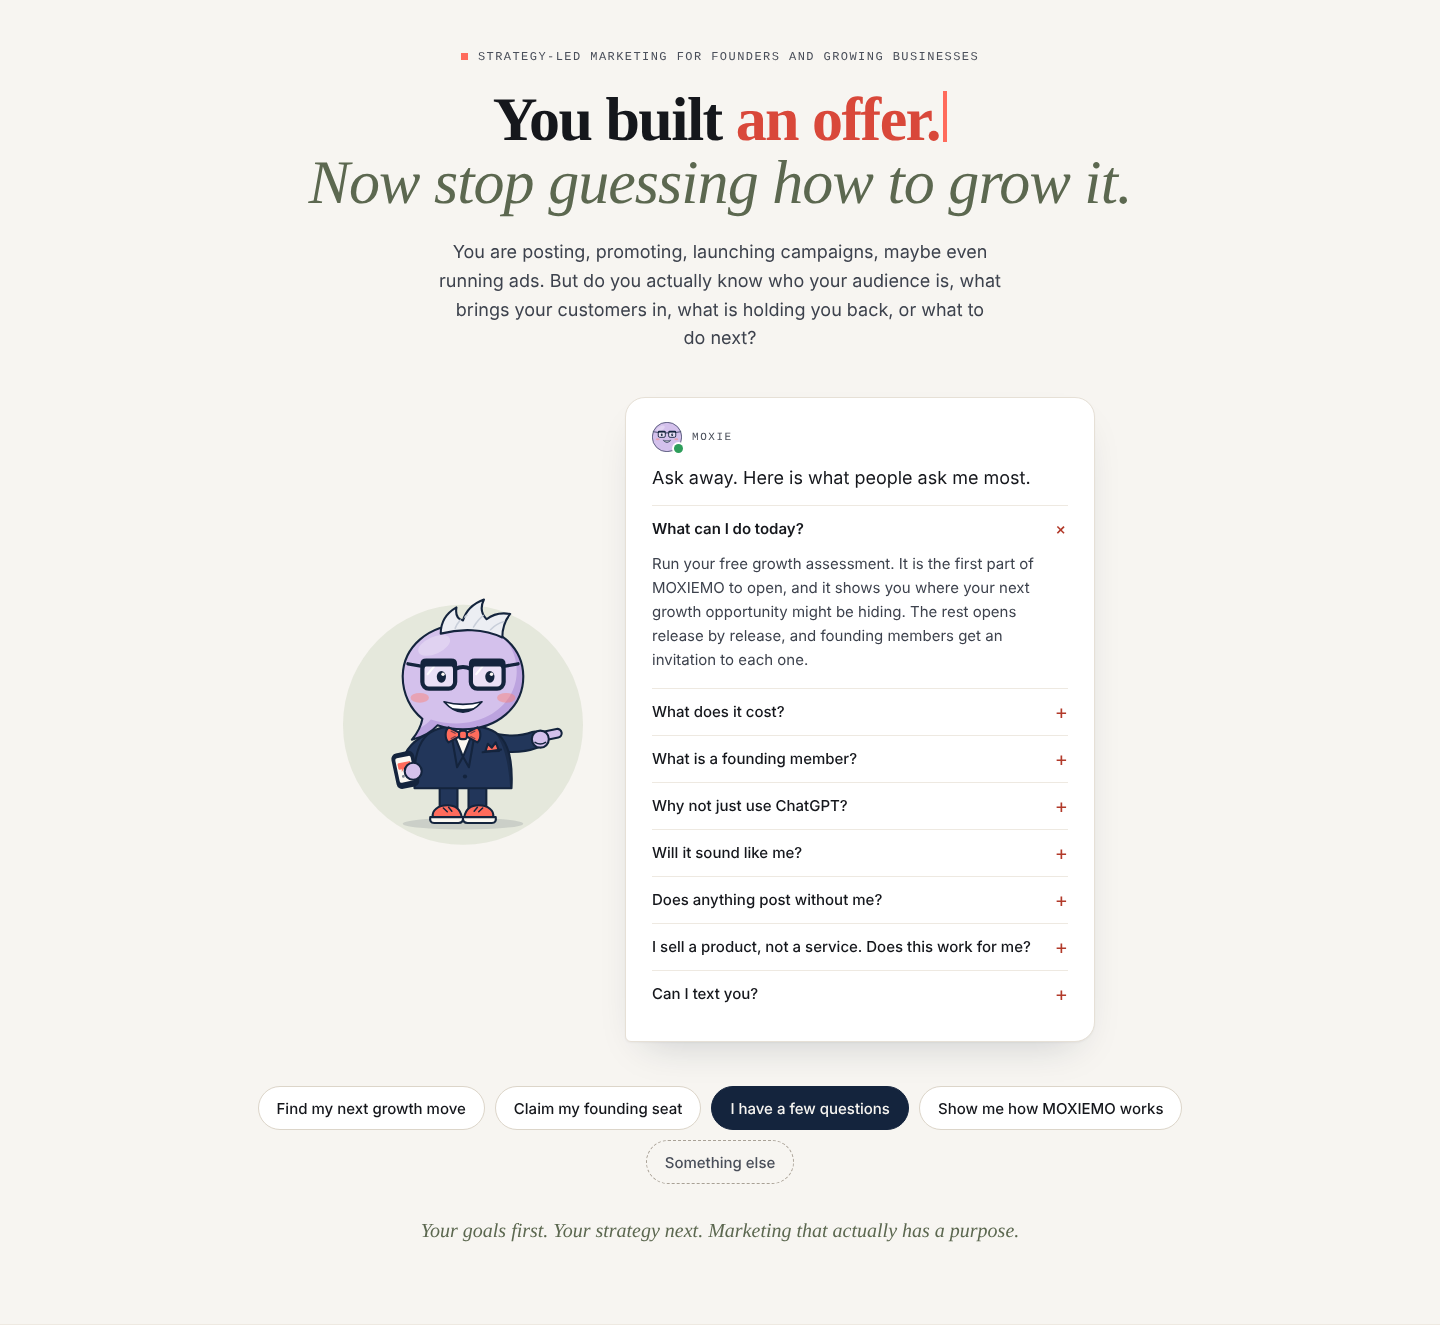 STRATEGY-LED MARKETING FOR FOUNDERS AND GROWING BUSINESSES
You built an offer.
Now stop guessing how to grow it.
You are posting, promoting, launching campaigns, maybe even
running ads. But do you actually know who your audience is, what
brings your customers in, what is holding you back, or what to
do next?
MOXIE
Ask away. Here is what people ask me most.
What can I do today?
Run your free growth assessment. It is the first part of
MOXIEMO to open, and it shows you where your next
growth opportunity might be hiding. The rest opens
release by release, and founding members get an
invitation to each one.
What does it cost?
What is a founding member?
Why not just use ChatGPT?
Will it sound like me?
Does anything post without me?
I sell a product, not a service. Does this work for me?
Can I text you?
Find my next growth move
Claim my founding seat
I have a few questions
Show me how MOXIEMO works
Something else
Your goals first. Your strategy next. Marketing that actually has a purpose.